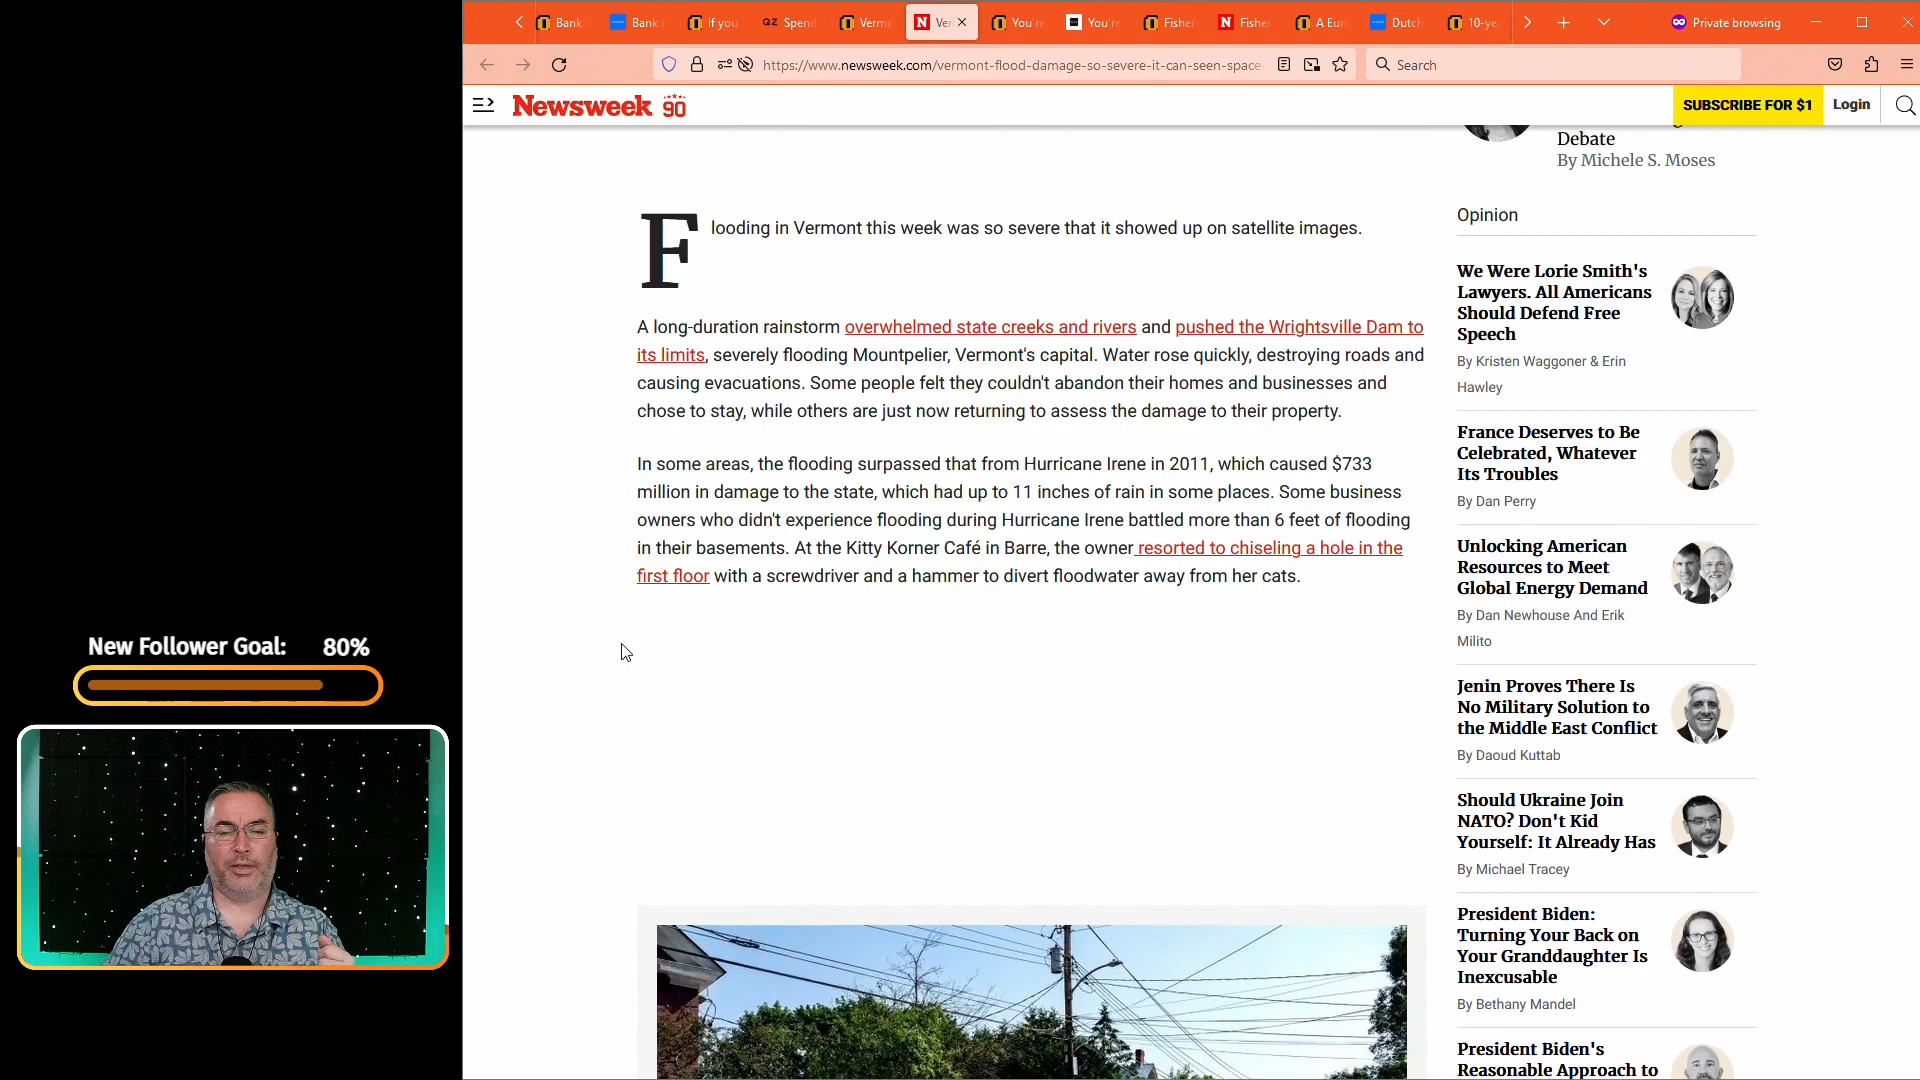 Bank
Bank
If you
QZ Spend
Vermo
N Ver
You're
You're
Fisher
N Fisher
A Euro
Dutch
10-ye
Private browsing
https://www.newsweek.com/vermont-flood-damage-so-severe-it-can-seen-space-
Search
Newsweek 90
SUBSCRIBE FOR $1
Login
Debate
By Michele S. Moses
Flooding in Vermont this week was so severe that it showed up on satellite images.
A long-duration rainstorm overwhelmed state creeks and rivers and pushed the Wrightsville Dam to
its limits, severely flooding Mountpelier, Vermont's capital. Water rose quickly, destroying roads and
causing evacuations. Some people felt they couldn't abandon their homes and businesses and
chose to stay, while others are just now returning to assess the damage to their property.
In some areas, the flooding surpassed that from Hurricane Irene in 2011, which caused $733
million in damage to the state, which had up to 11 inches of rain in some places. Some business
owners who didn't experience flooding during Hurricane Irene battled more than 6 feet of flooding
in their basements. At the Kitty Korner Café in Barre, the owner resorted to chiseling a hole in the
first floor with a screwdriver and a hammer to divert floodwater away from her cats.
Opinion
We Were Lorie Smith's
Lawyers. All Americans
Should Defend Free
Speech
By Kristen Waggoner & Erin
Hawley
France Deserves to Be
Celebrated, Whatever
Its Troubles
By Dan Perry
Unlocking American
Resources to Meet
Global Energy Demand
By Dan Newhouse And Erik
Milito
Jenin Proves There Is
No Military Solution to
the Middle East Conflict
By Daoud Kuttab
Should Ukraine Join
NATO? Don't Kid
Yourself: It Already Has
By Michael Tracey
President Biden:
Turning Your Back on
Your Granddaughter Is
Inexcusable
By Bethany Mandel
President Biden's
Reasonable Approach to
New Follower Goal: 80%